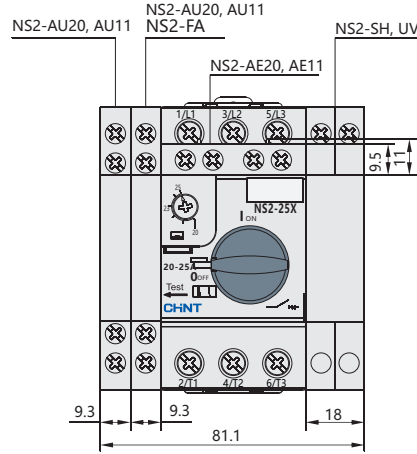 NS2-AU20, AU11
NS2-AU20, AU11
NS2-FA
NS2-SH, UV
NS2-AE20, AE11
1/L1 3/L2 5/L3
9.5
11
NS2-25X
25
23
20
I ON
20-25A
0OFF
Test
CHNT
2/T1 4/T2 6/T3
9.3
9.3
18
81.1